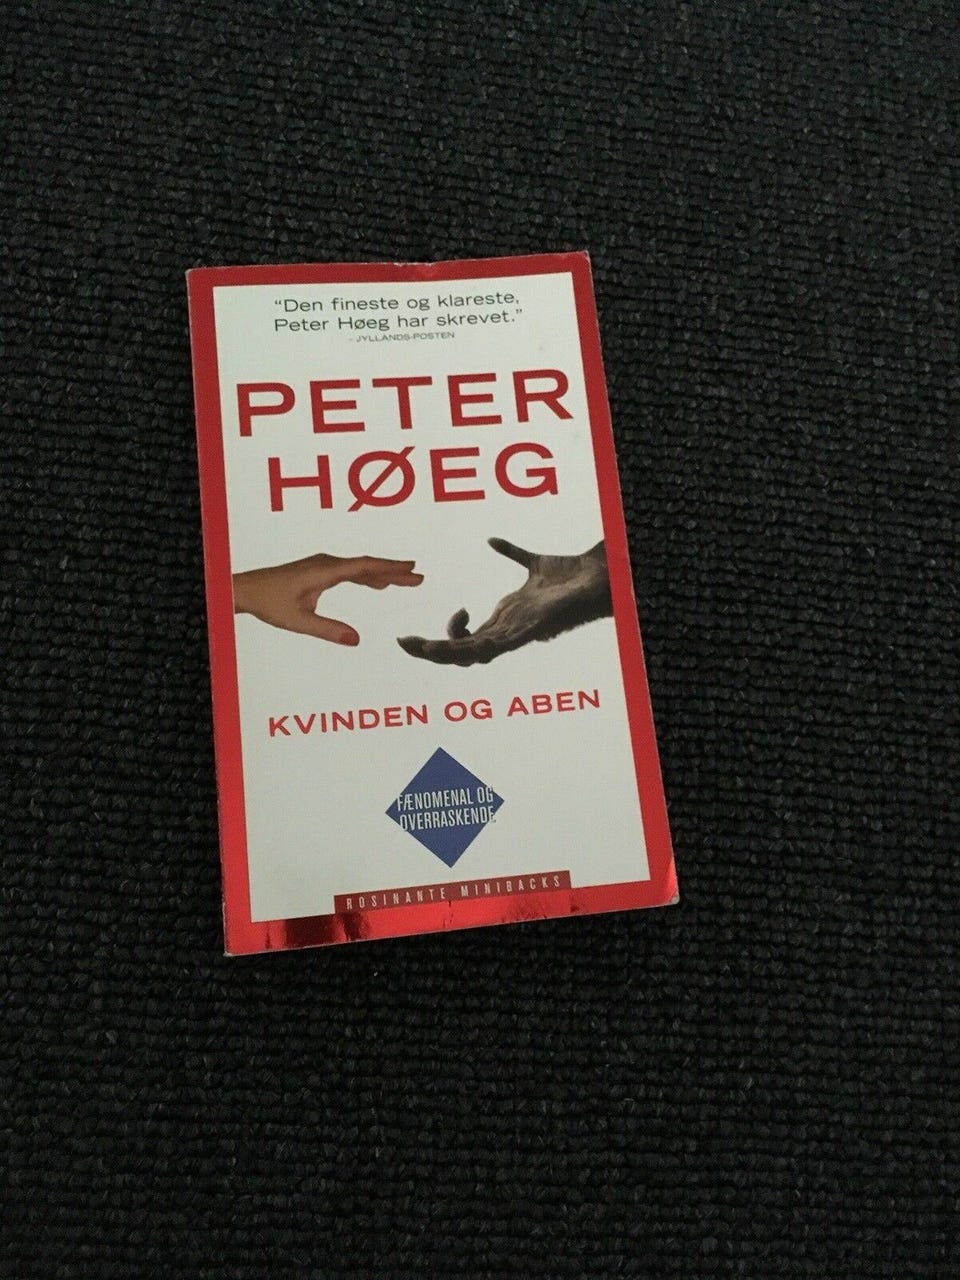 “Den fineste og klareste,
Peter Høeg har skrevet.”
- JYLLANDS-POSTEN
PETER
HØEG
KVINDEN OG ABEN
FÆNOMENAL OG
OVERRASKENDE
ROSINANTE MINIBACKS